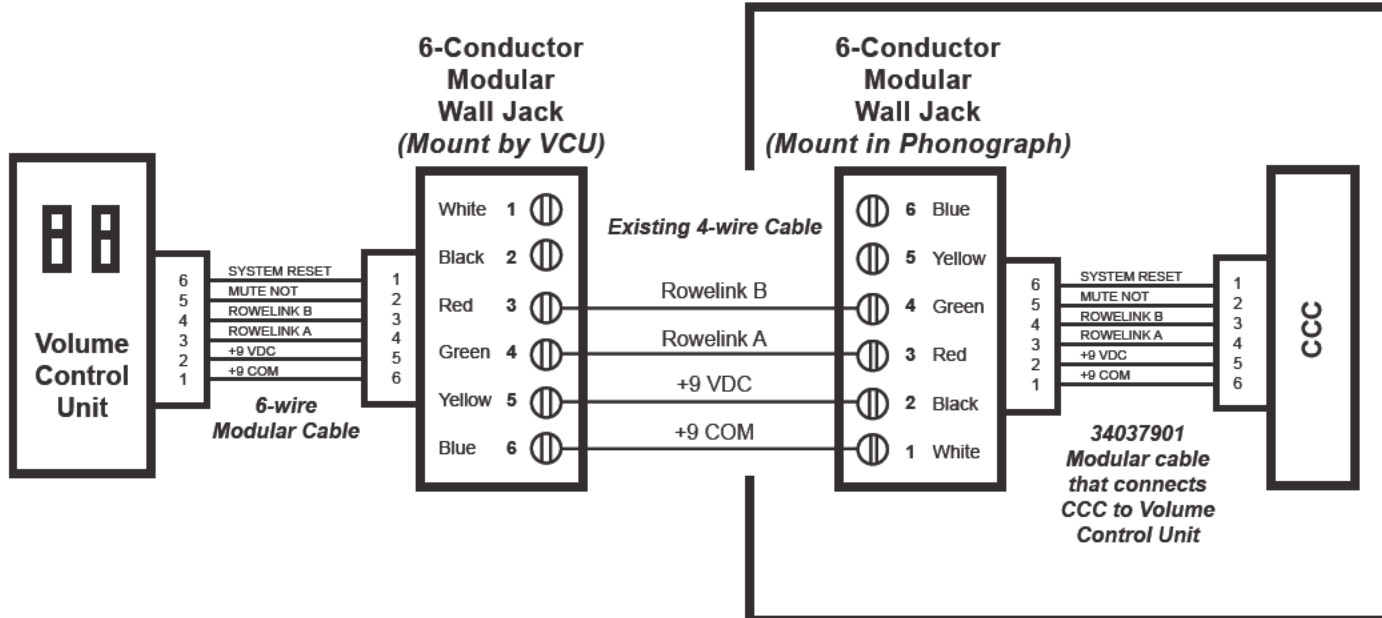 6-Conductor
Modular
Wall Jack
(Mount by VCU)
6-Conductor
Modular
Wall Jack
(Mount in Phonograph)
Volume
Control
Unit
6
5
4
3
2
1
SYSTEM RESET
MUTE NOT
ROWELINK B
ROWELINK A
+9 VDC
+9 COM
6-wire
Modular Cable
1
2
3
4
5
6
White 1
Black 2
Red 3
Green 4
Yellow 5
Blue 6
Existing 4-wire Cable
Rowelink B
Rowelink A
+9 VDC
+9 COM
6 Blue
5 Yellow
4 Green
3 Red
2 Black
1 White
6
5
4
3
2
1
SYSTEM RESET
MUTE NOT
ROWELINK B
ROWELINK A
+9 VDC
+9 COM
34037901
Modular cable
that connects
CCC to Volume
Control Unit
1
2
3
4
5
6
CCC